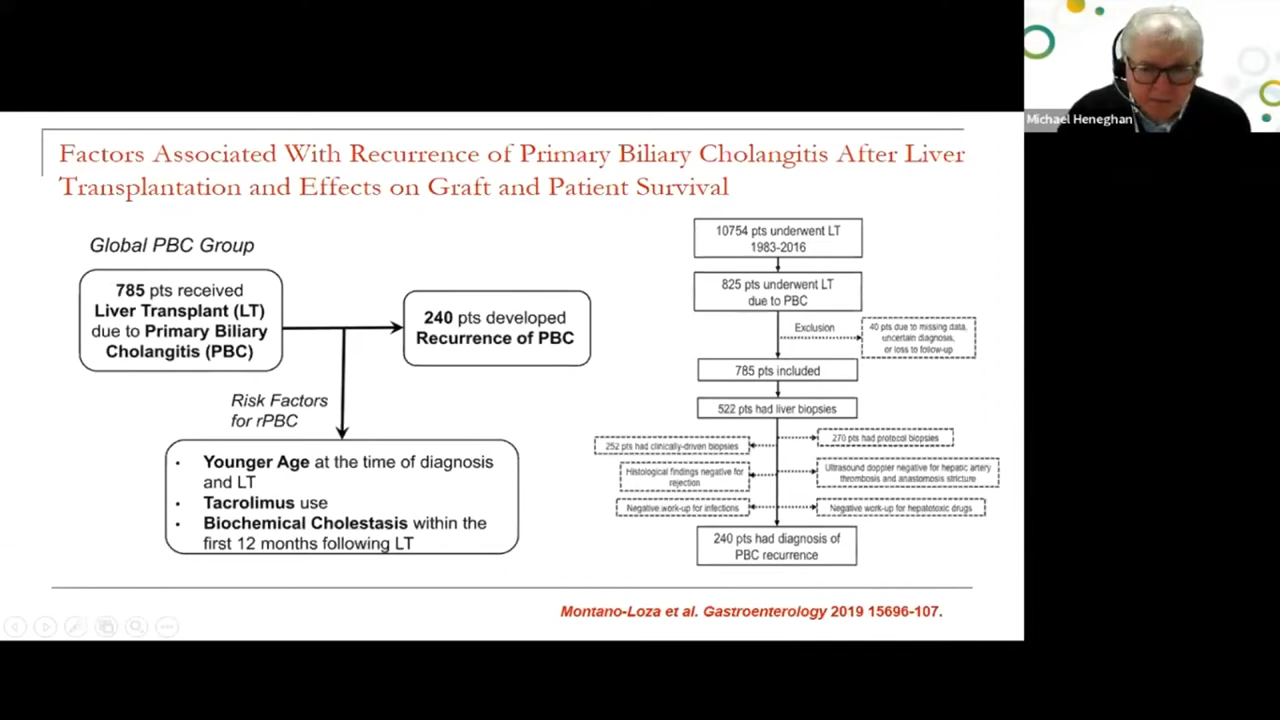 Michael Heneghan
Factors Associated With Recurrence of Primary Biliary Cholangitis After Liver
Transplantation and Effects on Graft and Patient Survival
Global PBC Group
785 pts received
Liver Transplant (LT)
due to Primary Biliary
Cholangitis (PBC)
240 pts developed
Recurrence of PBC
Risk Factors
for rPBC
• Younger Age at the time of diagnosis
and LT
• Tacrolimus use
• Biochemical Cholestasis within the
first 12 months following LT
10754 pts underwent LT
1983-2016
825 pts underwent LT
due to PBC
Exclusion
40 pts due to missing data,
uncertain diagnosis,
or loss to follow-up
785 pts included
522 pts had liver biopsies
252 pts had clinically-driven biopsies
270 pts had protocol biopsies
Histological findings negative for
rejection
Ultrasound doppler negative for hepatic artery
thrombosis and anastomosis stricture
Negative work-up for infections
Negative work-up for hepatotoxic drugs
240 pts had diagnosis of
PBC recurrence
Montano-Loza et al. Gastroenterology 2019 15696-107.